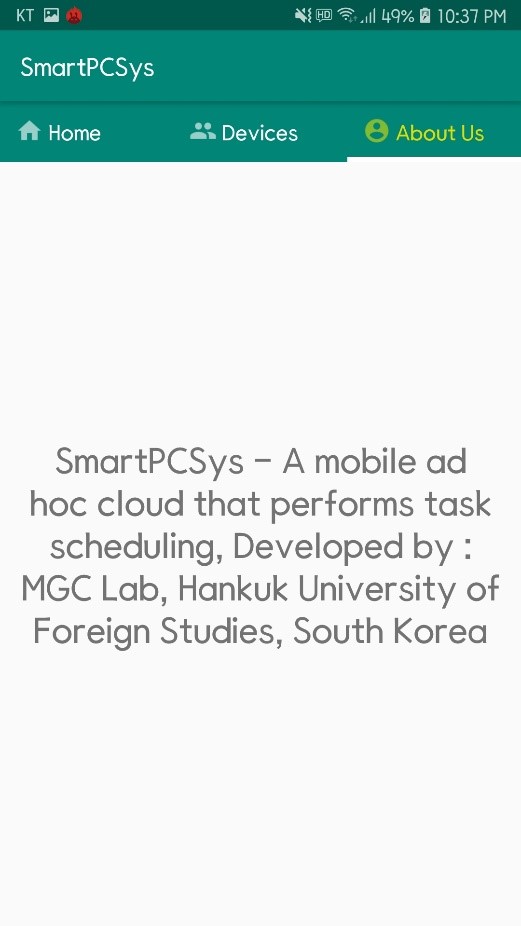 KT HD 49% 10:37 PM
SmartPCSys
Home Devices About Us
SmartPCSys - A mobile ad
hoc cloud that performs task
scheduling, Developed by :
MGC Lab, Hankuk University of
Foreign Studies, South Korea